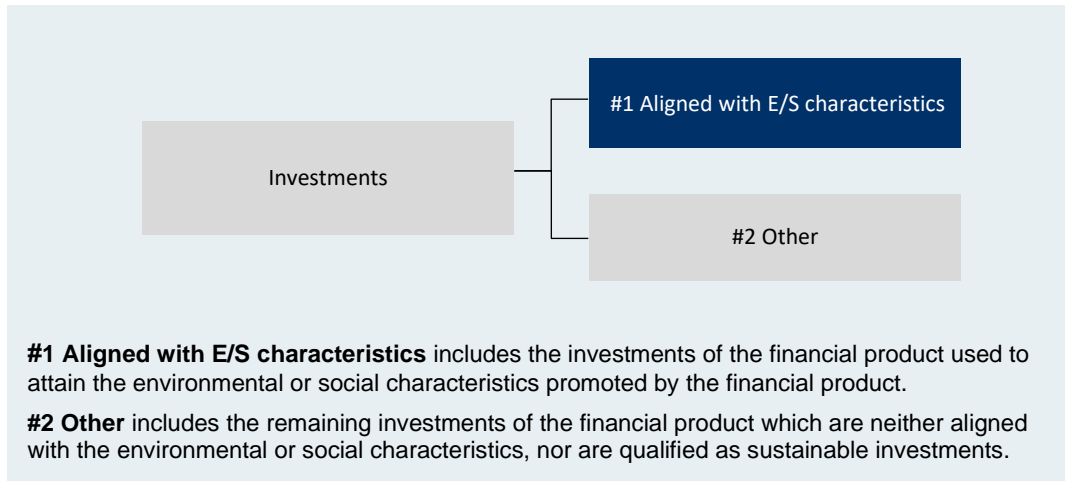 #1 Aligned with E/S characteristics
Investments
#2 Other
#1 Aligned with E/S characteristics includes the investments of the financial product used to
attain the environmental or social characteristics promoted by the financial product.
#2 Other includes the remaining investments of the financial product which are neither aligned
with the environmental or social characteristics, nor are qualified as sustainable investments.